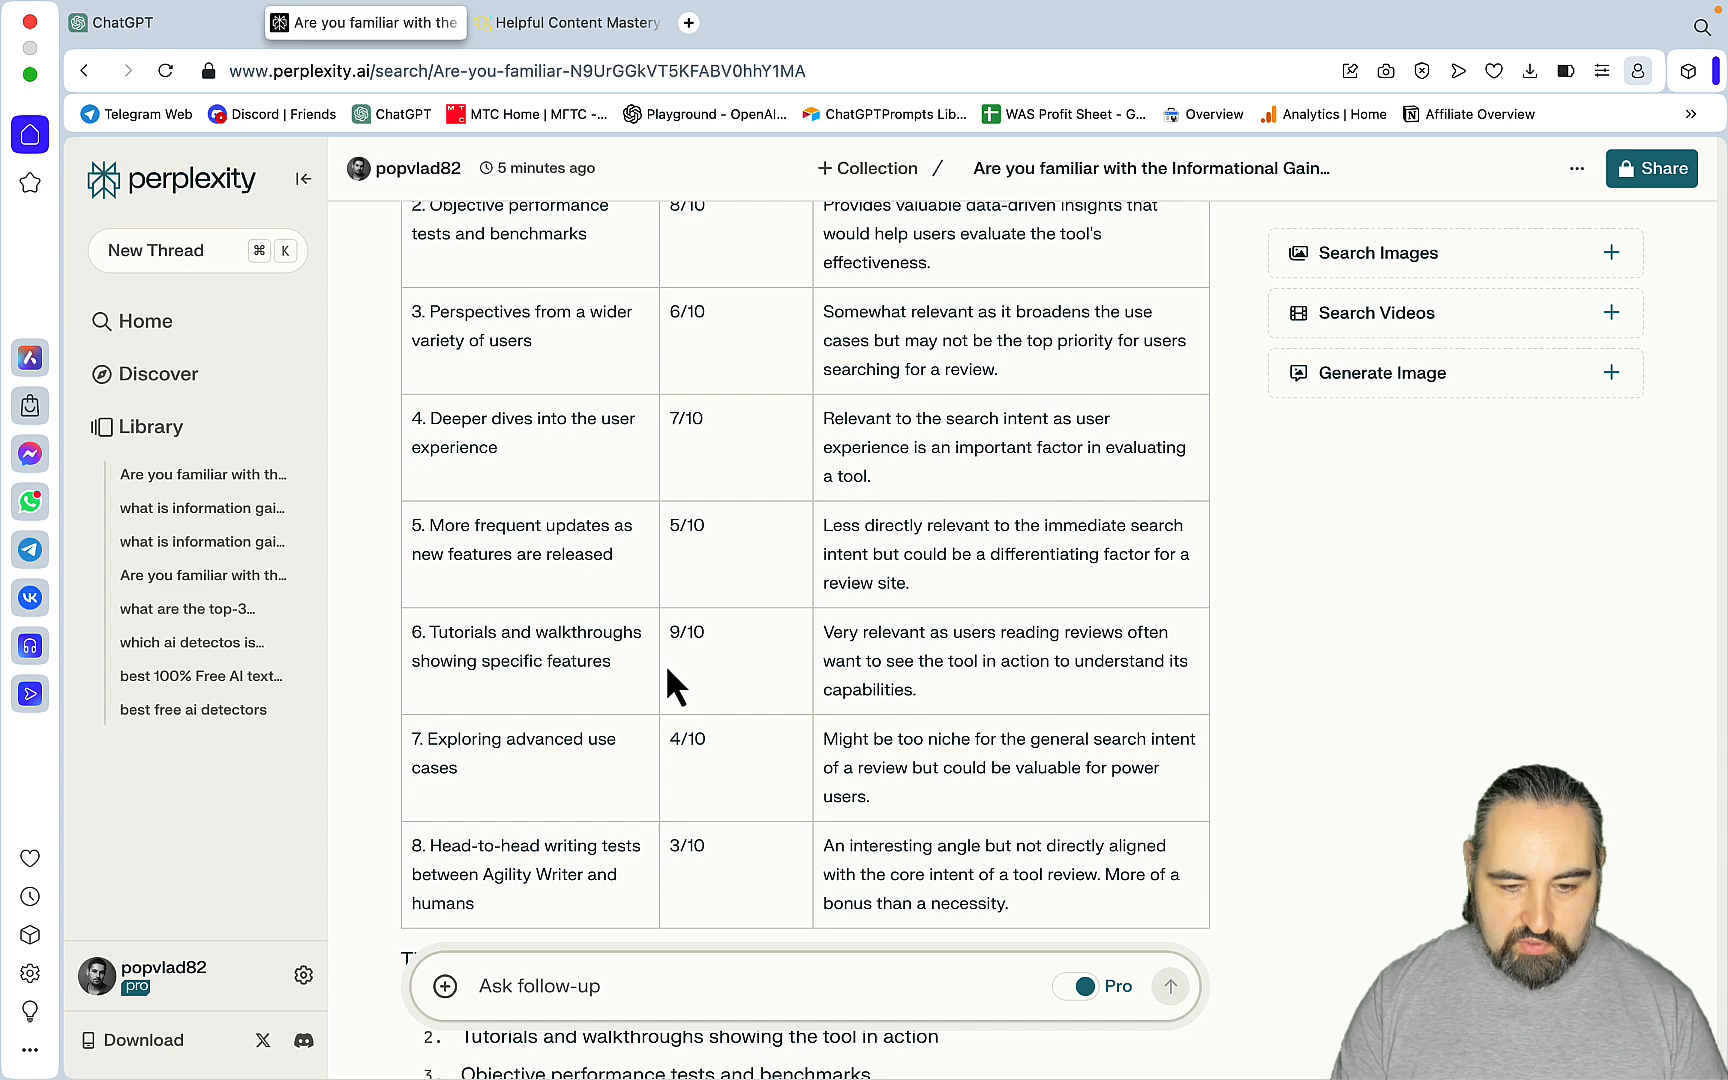 ChatGPT
Are you familiar with the
Helpful Content Mastery
www.perplexity.ai/search/Are-you-familiar-N9UrGGkVT5KFABV0hhY1MA
Telegram Web
Discord | Friends
ChatGPT
МТС Home | МГТС -...
Playground - OpenAI...
ChatGPTPrompts Lib...
WAS Profit Sheet - G...
Overview
Analytics | Home
Affiliate Overview
perplexity
New Thread
⌘ K
Home
Discover
Library
Are you familiar with th...
what is information gai...
what is information gai...
Are you familiar with th...
what are the top-3...
which ai detectos is...
best 100% Free AI text...
best free ai detectors
popvlad82
pro
Download
popvlad82
5 minutes ago
+ Collection /
Are you familiar with the Informational Gain...
Share
2. Objective performance
tests and benchmarks
8/10
Provides valuable data-driven insights that
would help users evaluate the tool's
effectiveness.
3. Perspectives from a wider
variety of users
6/10
Somewhat relevant as it broadens the use
cases but may not be the top priority for users
searching for a review.
4. Deeper dives into the user
experience
7/10
Relevant to the search intent as user
experience is an important factor in evaluating
a tool.
5. More frequent updates as
new features are released
5/10
Less directly relevant to the immediate search
intent but could be a differentiating factor for a
review site.
6. Tutorials and walkthroughs
showing specific features
9/10
Very relevant as users reading reviews often
want to see the tool in action to understand its
capabilities.
7. Exploring advanced use
cases
4/10
Might be too niche for the general search intent
of a review but could be valuable for power
users.
8. Head-to-head writing tests
between Agility Writer and
humans
3/10
An interesting angle but not directly aligned
with the core intent of a tool review. More of a
bonus than a necessity.
Ask follow-up
Pro
2. Tutorials and walkthroughs showing the tool in action
3. Objective performance tests and benchmarks
Search Images
Search Videos
Generate Image